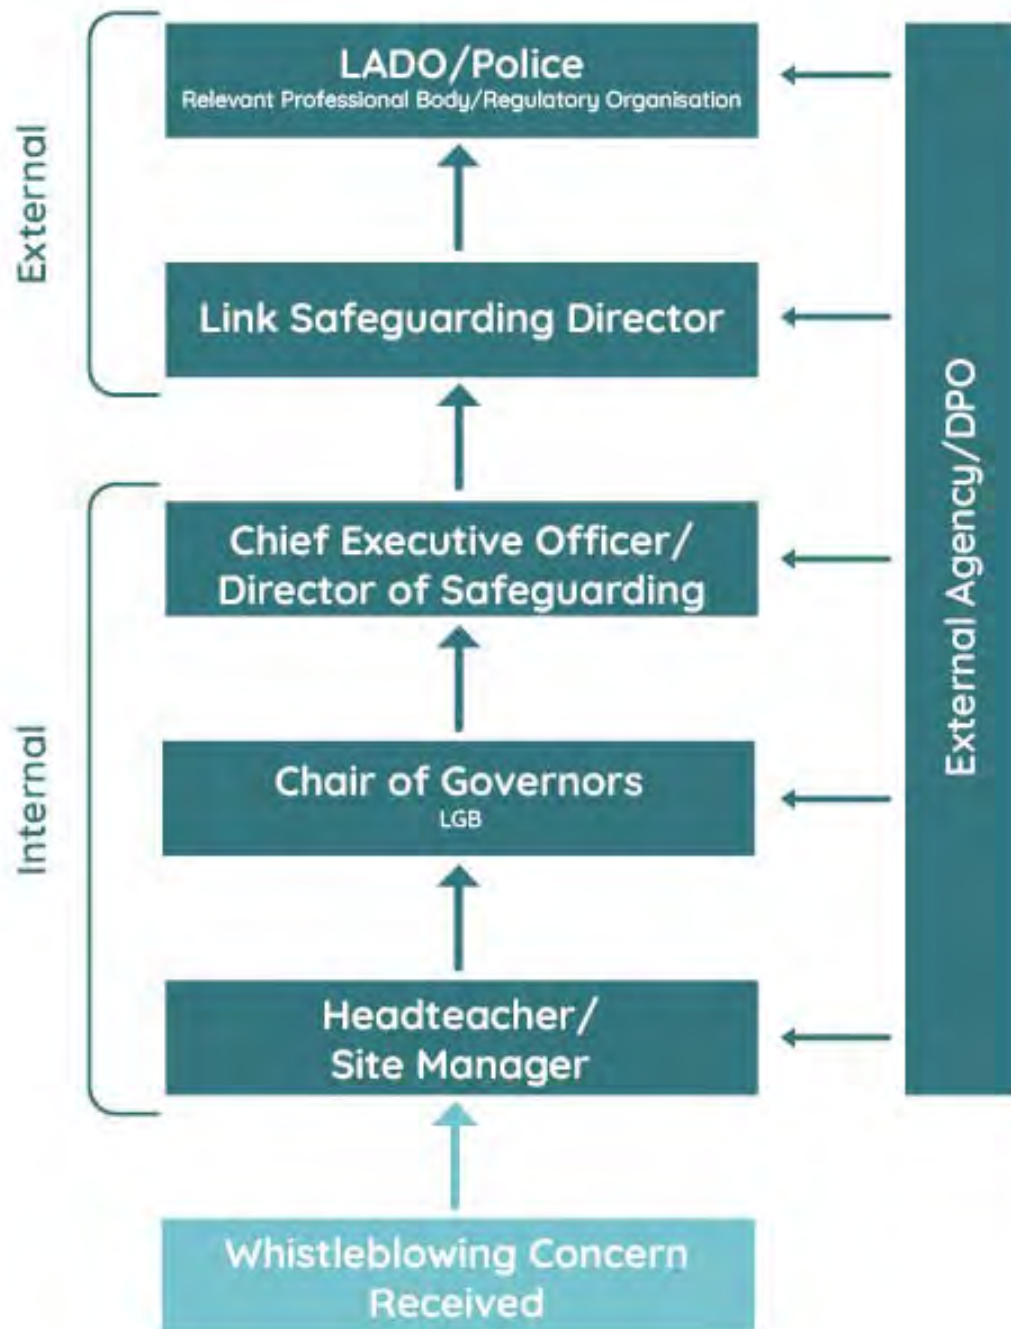 External
LADO/Police
Relevant Professional Body/Regulatory Organisation
Link Safeguarding Director
Internal
Chief Executive Officer/
Director of Safeguarding
Chair of Governors
LGB
Headteacher/
Site Manager
Whistleblowing Concern
Received
External Agency/DPO